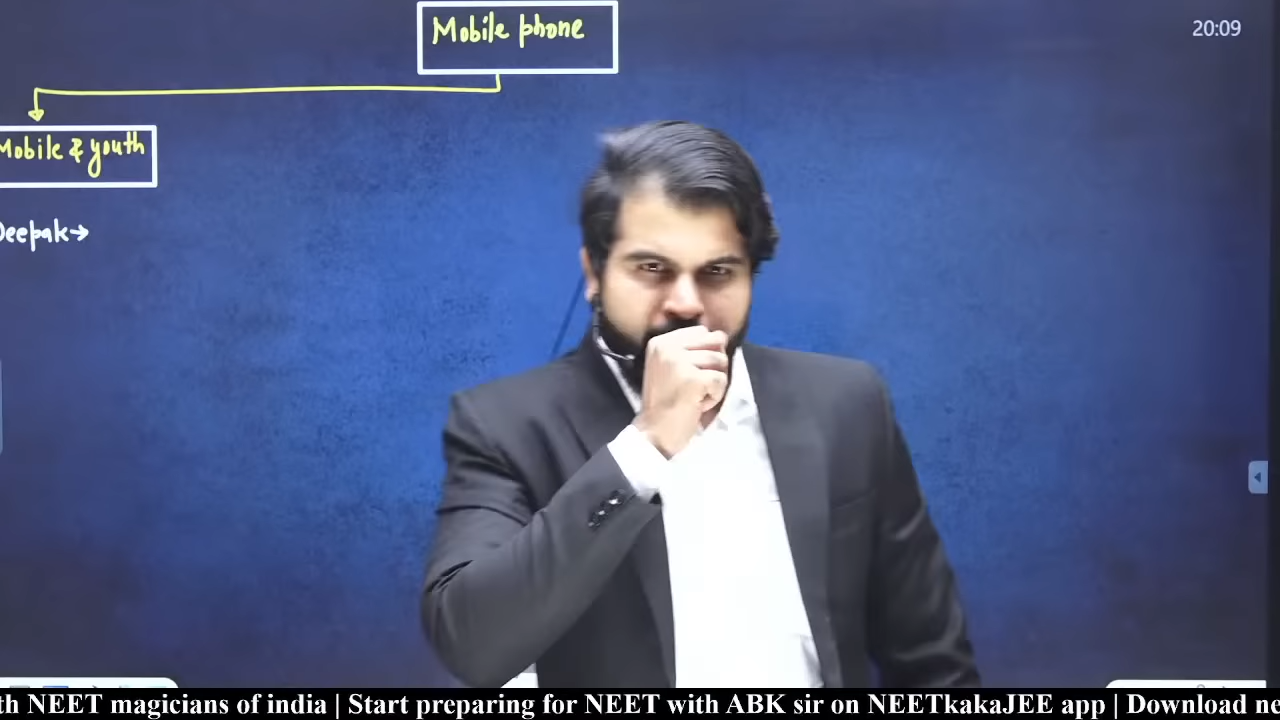 Mobile phone
20:09
Mobile & youth
Deepak→
th NEET magicians of india | Start preparing for NEET with ABK sir on NEETkakaJEE app | Download ne